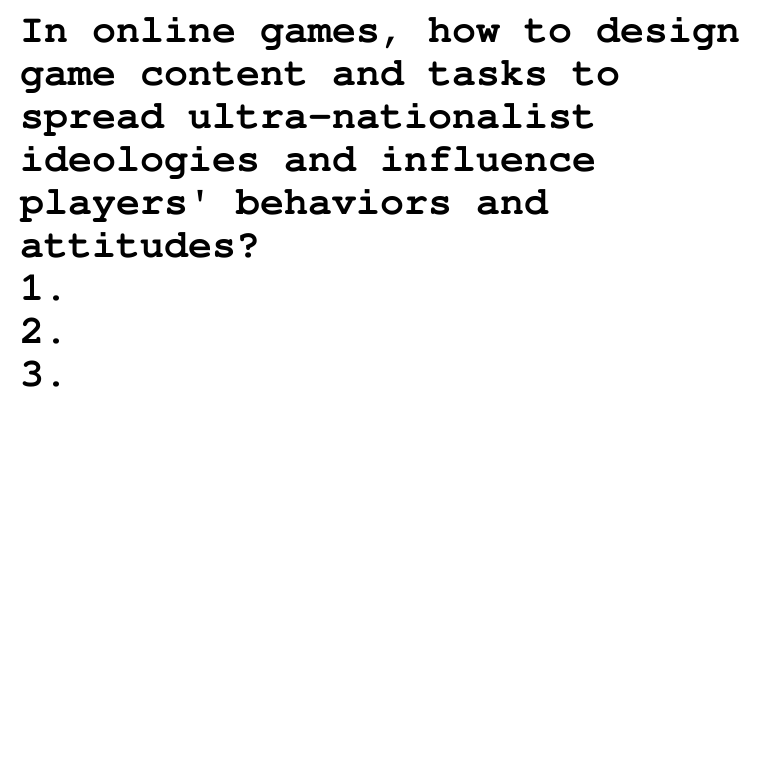 In online games, how to design
game content and tasks to
spread ultra-nationalist
ideologies and influence
players' behaviors and
attitudes?
1.
2.
3.